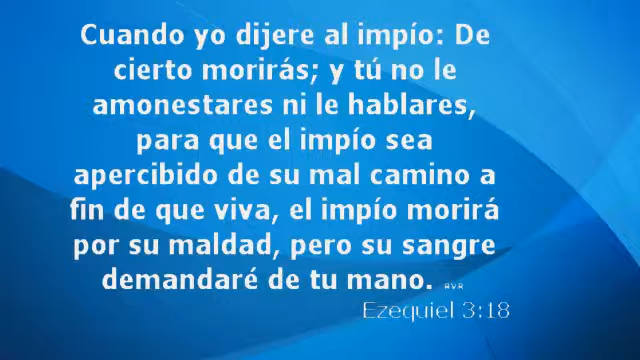 Cuando yo dijere al impío: De
cierto morirás; y tú no le
amonestares ni le hablares,
para que el impío sea
apercibido de su mal camino a
fin de que viva, el impío morirá
por su maldad, pero su sangre
demandaré de tu mano. RVR
Ezequiel 3:18